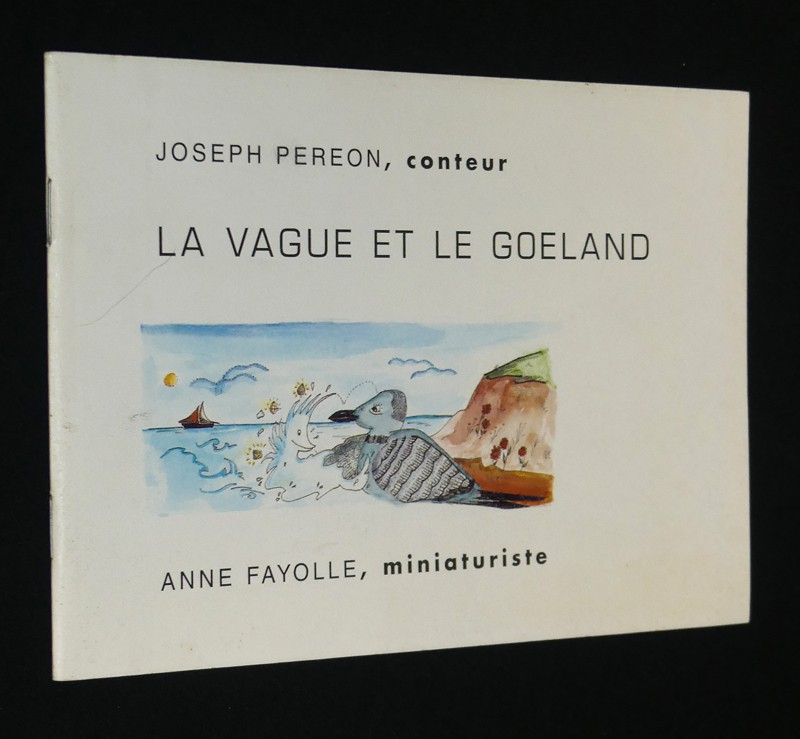 JOSEPH PEREON, conteur
LA VAGUE ET LE GOELAND
ANNE FAYOLLE, miniaturiste